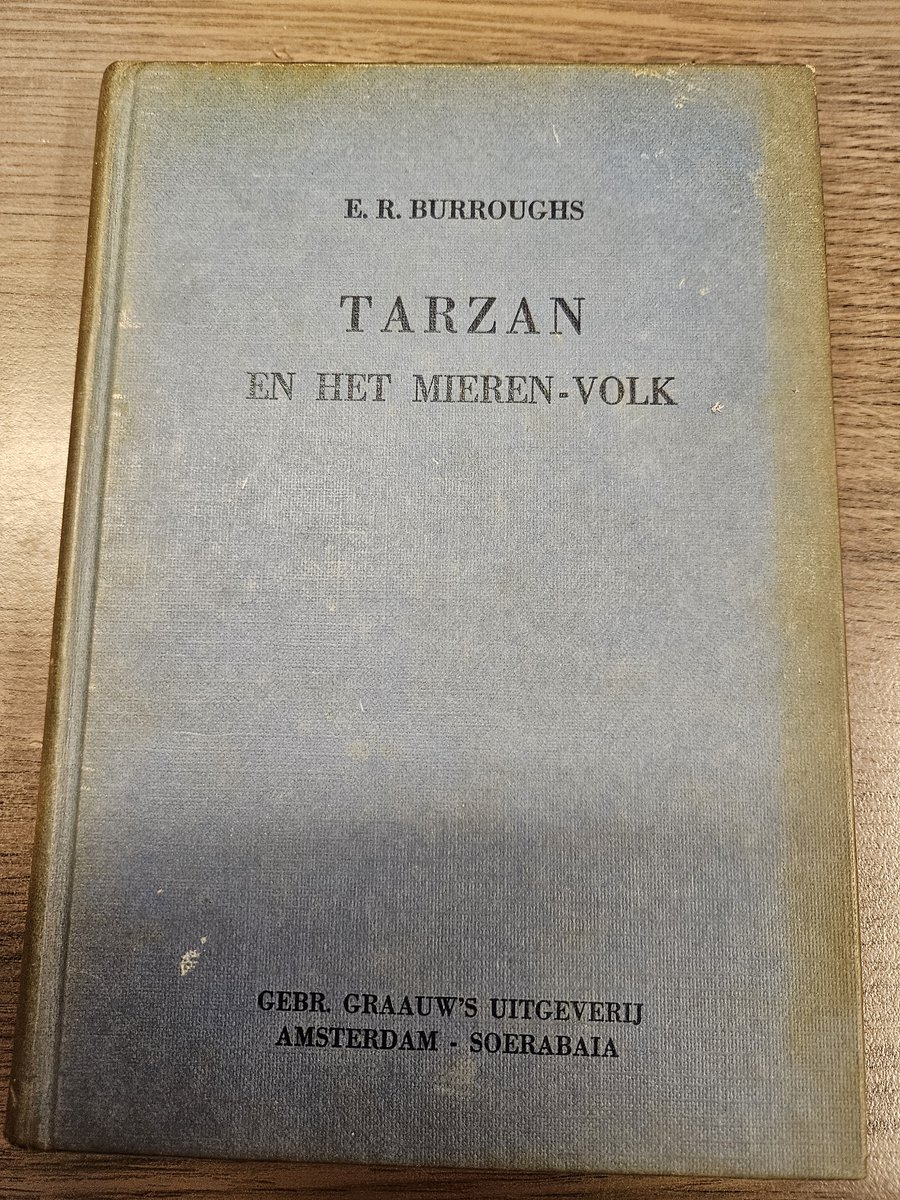 E. R. BURROUGHS
TARZAN
EN HET MIEREN-VOLK
GEBR. GRAAUW'S UITGEVERIJ
AMSTERDAM - SOERABAIA